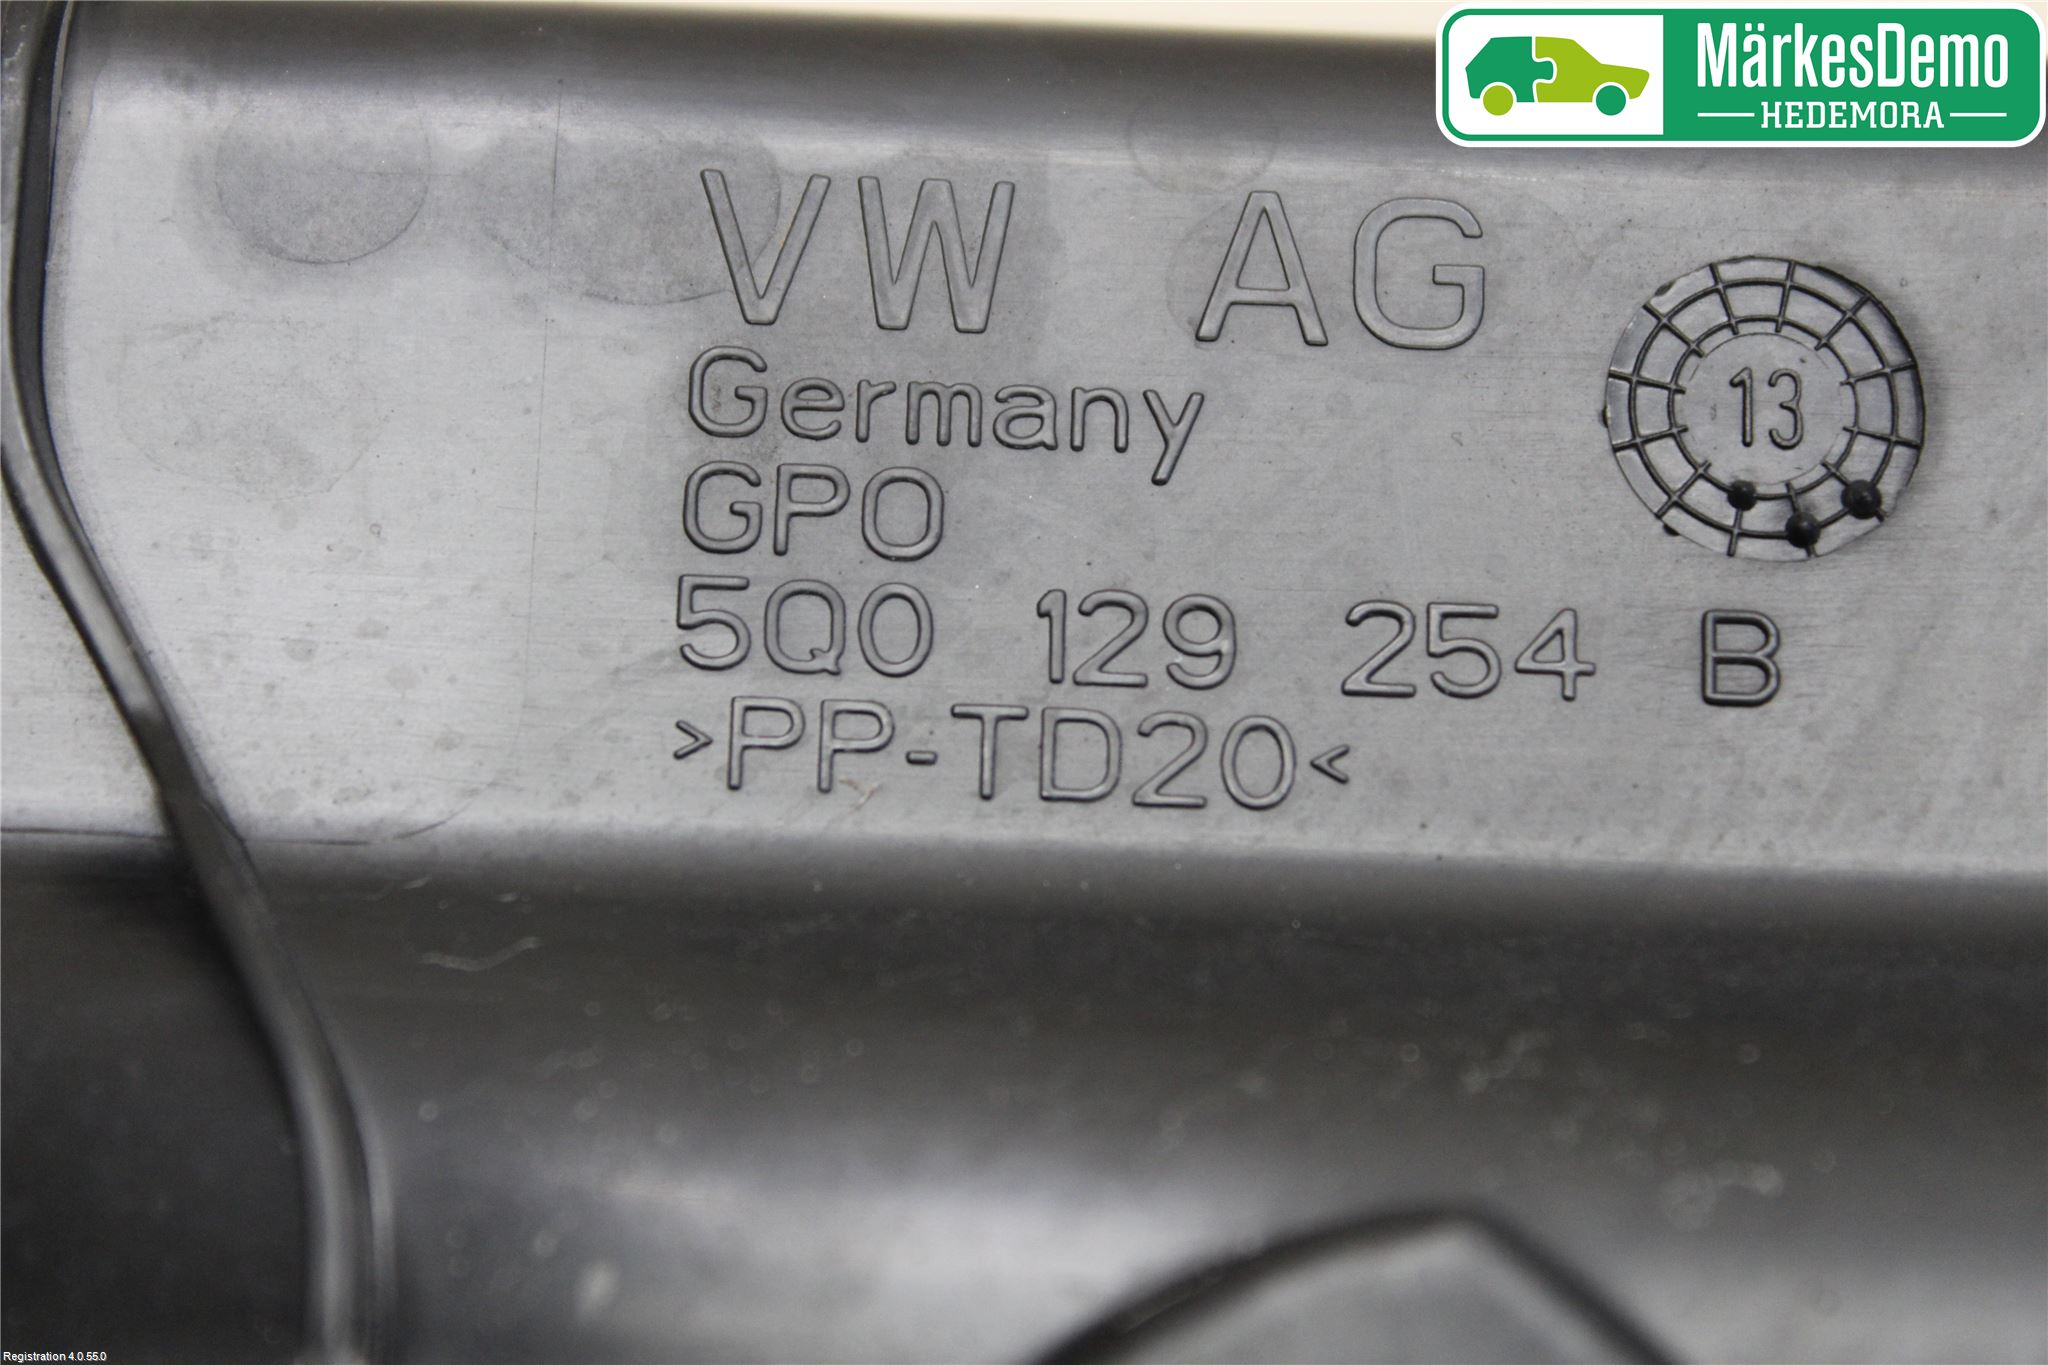 MärkesDemo
HEDEMORA
VW AG
Germany
GPO
5Q0 129 254 B
>PP-TD20<
13
Registration 4.0.55.0